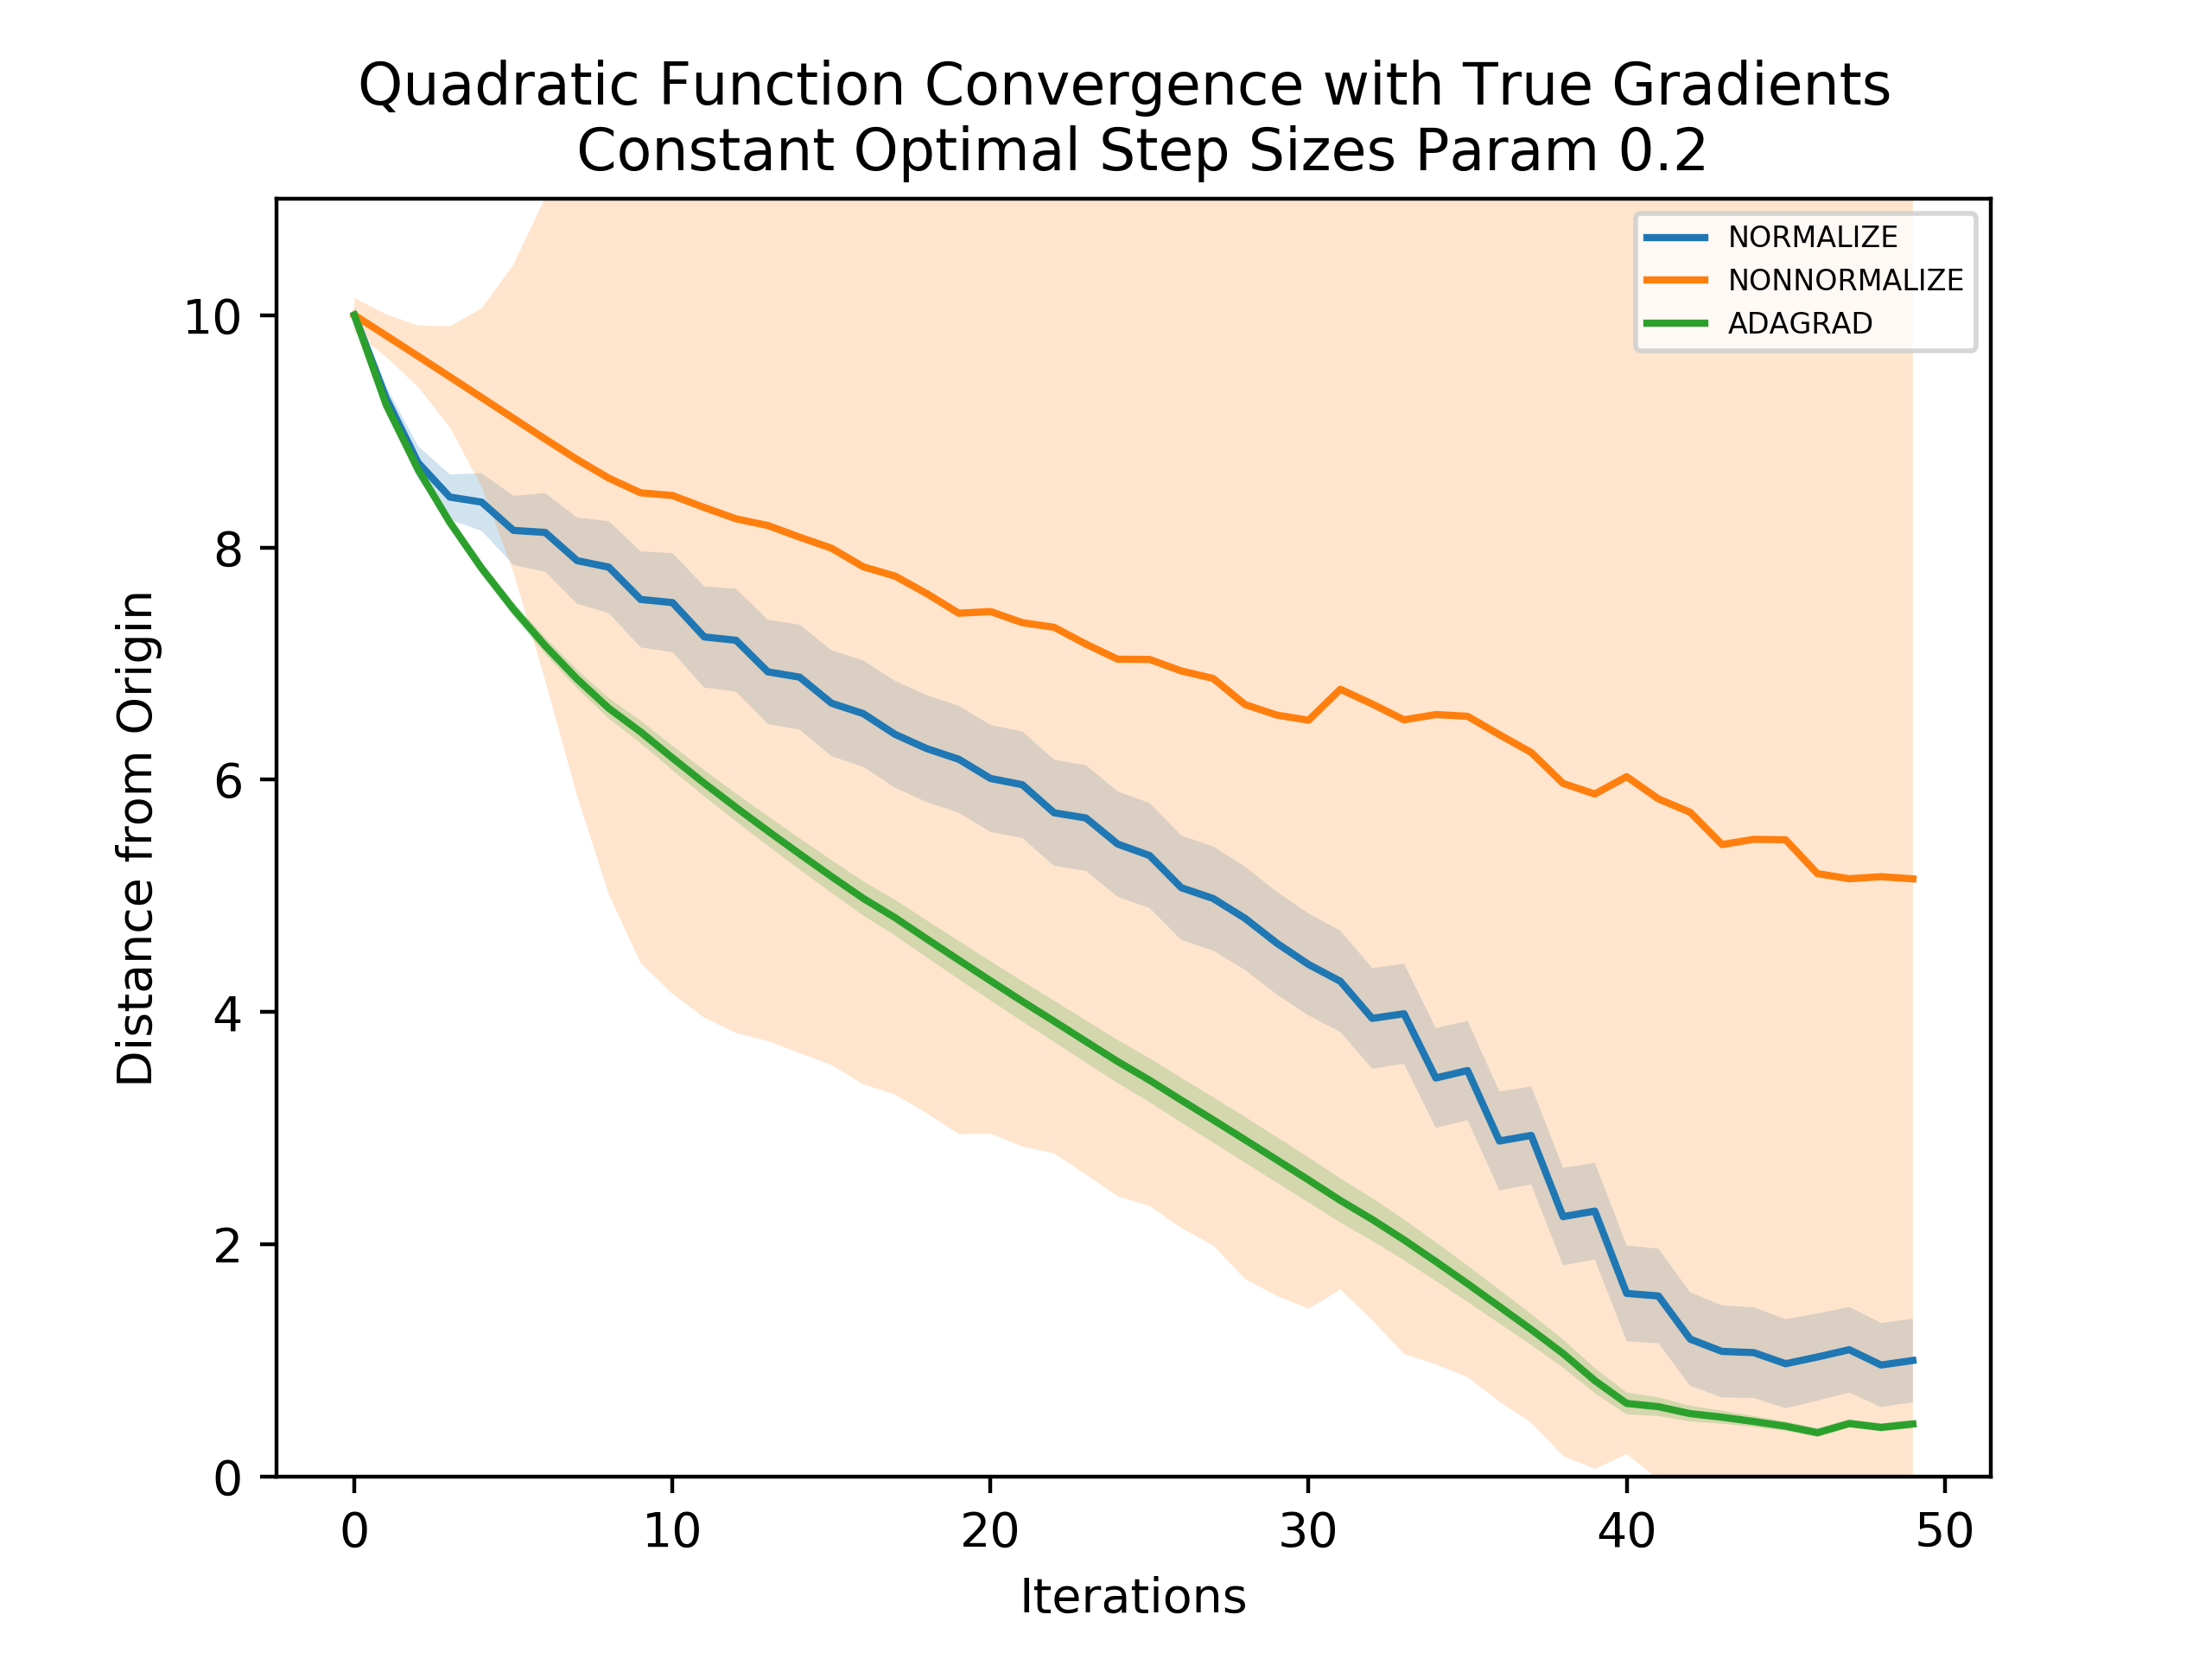 Quadratic Function Convergence with True Gradients
Constant Optimal Step Sizes Param 0.2
NORMALIZE
NONNORMALIZE
ADAGRAD
Distance from Origin
10
8
6
4
2
0
0 10 20 30 40 50
Iterations